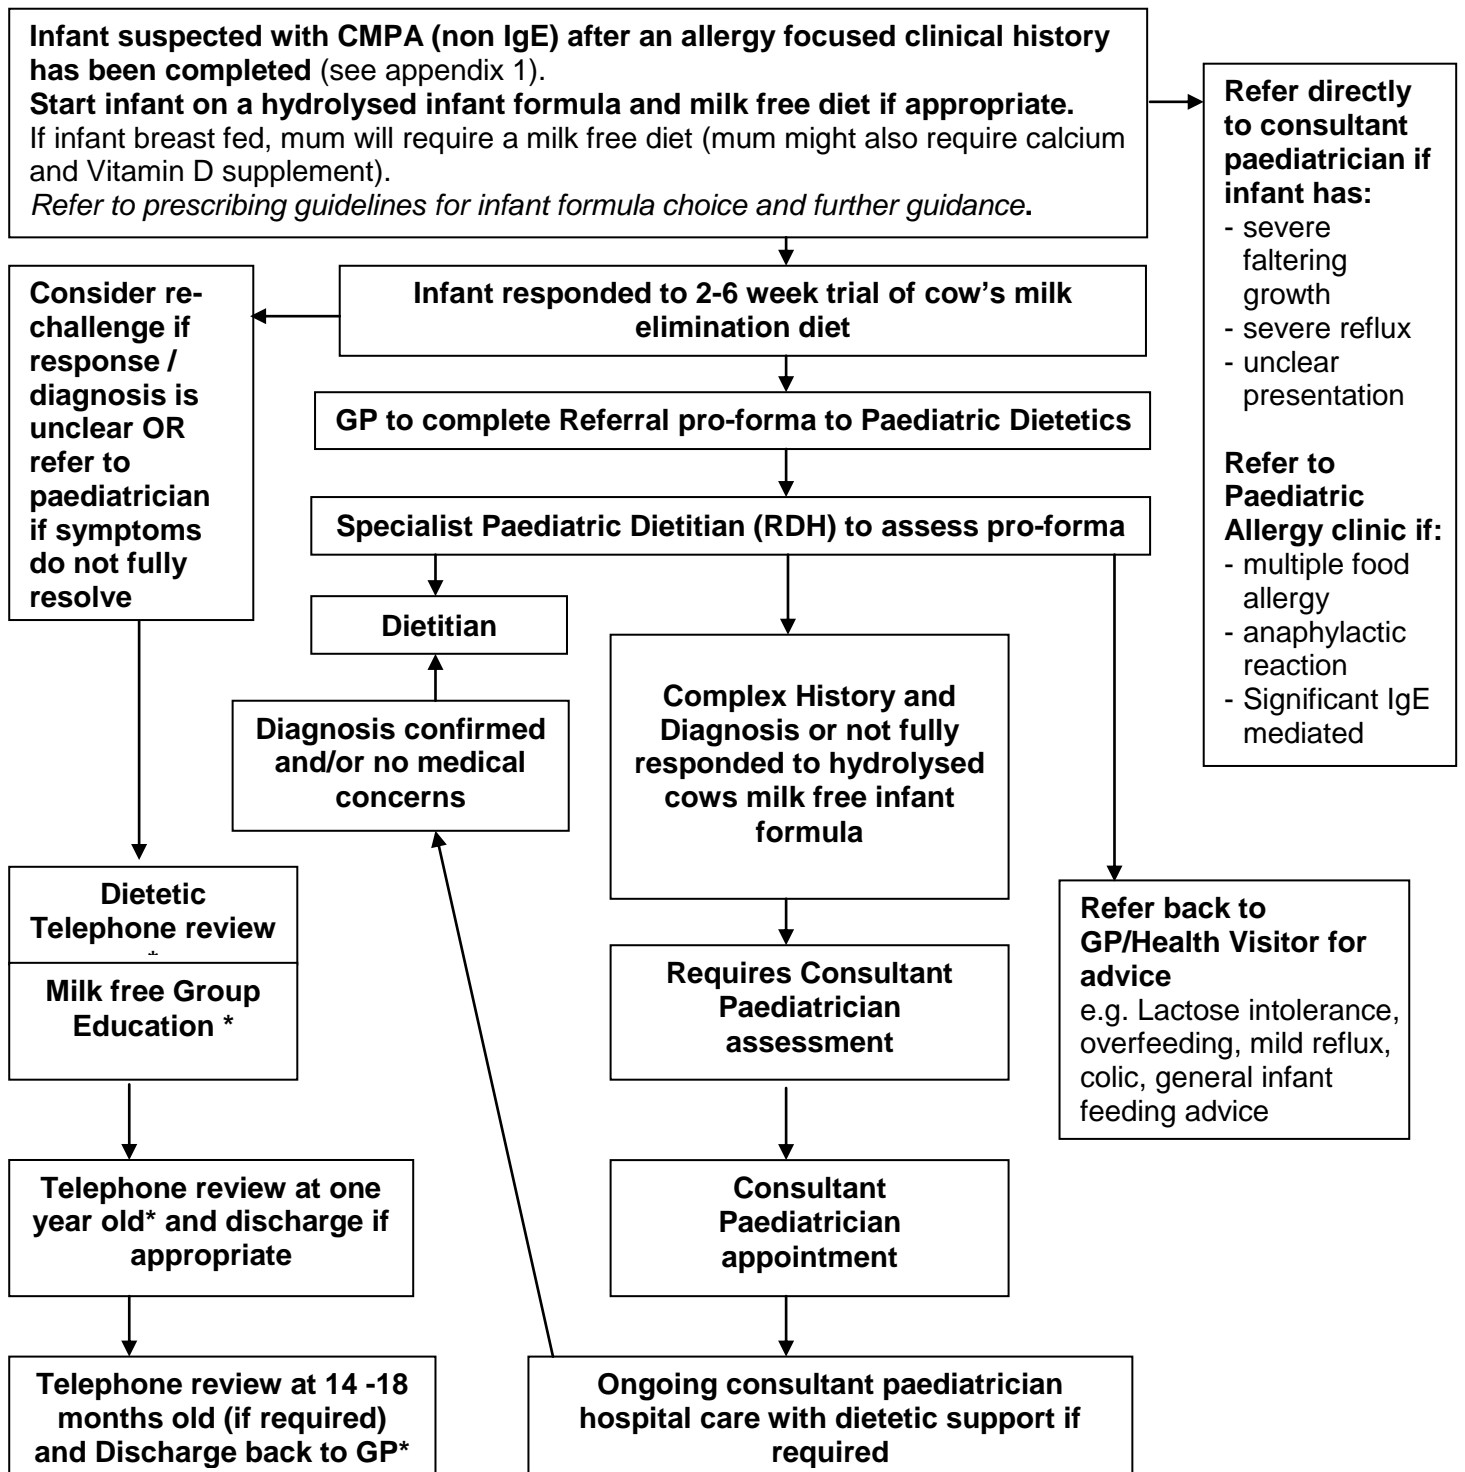 Infant suspected with CMPA (non IgE) after an allergy focused clinical history
has been completed (see appendix 1).
Start infant on a hydrolysed infant formula and milk free diet if appropriate.
If infant breast fed, mum will require a milk free diet (mum might also require calcium
and Vitamin D supplement).
Refer to prescribing guidelines for infant formula choice and further guidance.
Refer directly
to consultant
paediatrician if
infant has:
- severe
faltering
growth
- severe reflux
- unclear
presentation
Refer to
Paediatric
Allergy clinic if:
- multiple food
allergy
- anaphylactic
reaction
- Significant IgE
mediated
Infant responded to 2-6 week trial of cow's milk
elimination diet
Consider re-
challenge if
response /
diagnosis is
unclear OR
refer to
paediatrician
if symptoms
do not fully
resolve
GP to complete Referral pro-forma to Paediatric Dietetics
Specialist Paediatric Dietitian (RDH) to assess pro-forma
Dietitian
Diagnosis confirmed
and/or no medical
concerns
Complex History and
Diagnosis or not fully
responded to hydrolysed
cows milk free infant
formula
Refer back to
GP/Health Visitor for
advice
e.g. Lactose intolerance,
overfeeding, mild reflux,
colic, general infant
feeding advice
Dietetic
Telephone review
*
Milk free Group
Education *
Requires Consultant
Paediatrician
assessment
Telephone review at one
year old* and discharge if
appropriate
Consultant
Paediatrician
appointment
Telephone review at 14 -18
months old (if required)
and Discharge back to GP*
Ongoing consultant paediatrician
hospital care with dietetic support if
required